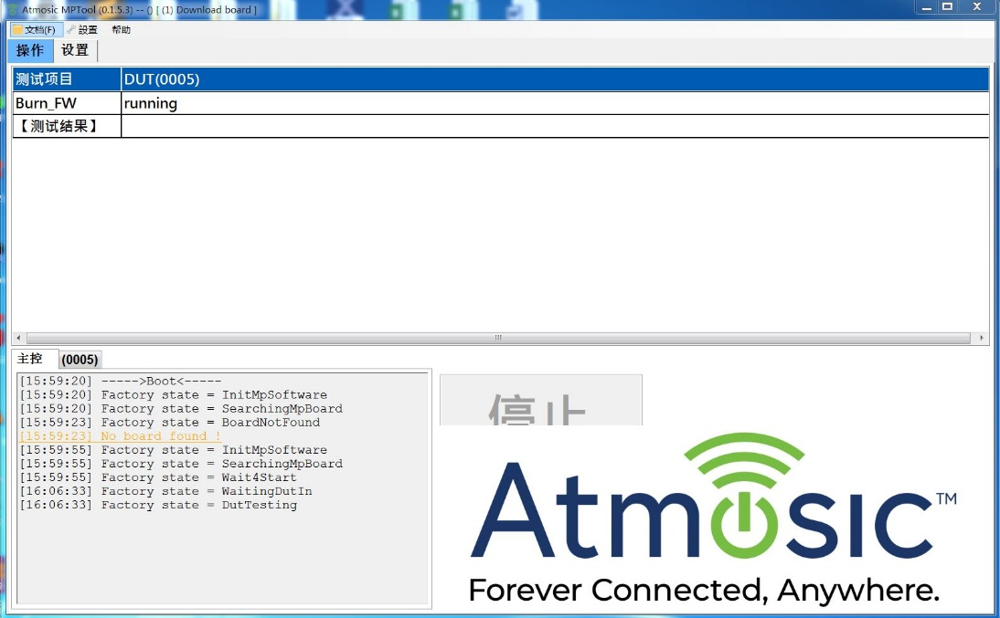 Atmosic MPTool (0.1.5.3) -- () [ (1) Download board ]
文档(F) 設置 帮助
操作 设置
测试项目 DUT(0005)
Burn_FW running
【测试结果】
主控 (0005)
[15:59:20] ----->Boot<-----
[15:59:20] Factory state = InitMpSoftware
[15:59:20] Factory state = SearchingMpBoard
[15:59:23] Factory state = BoardNotFound
[15:59:23] No board found !
[15:59:55] Factory state = InitMpSoftware
[15:59:55] Factory state = SearchingMpBoard
[15:59:55] Factory state = Wait4Start
[16:06:33] Factory state = WaitingDutIn
[16:06:33] Factory state = DutTesting
停止
Atmosic™
Forever Connected, Anywhere.